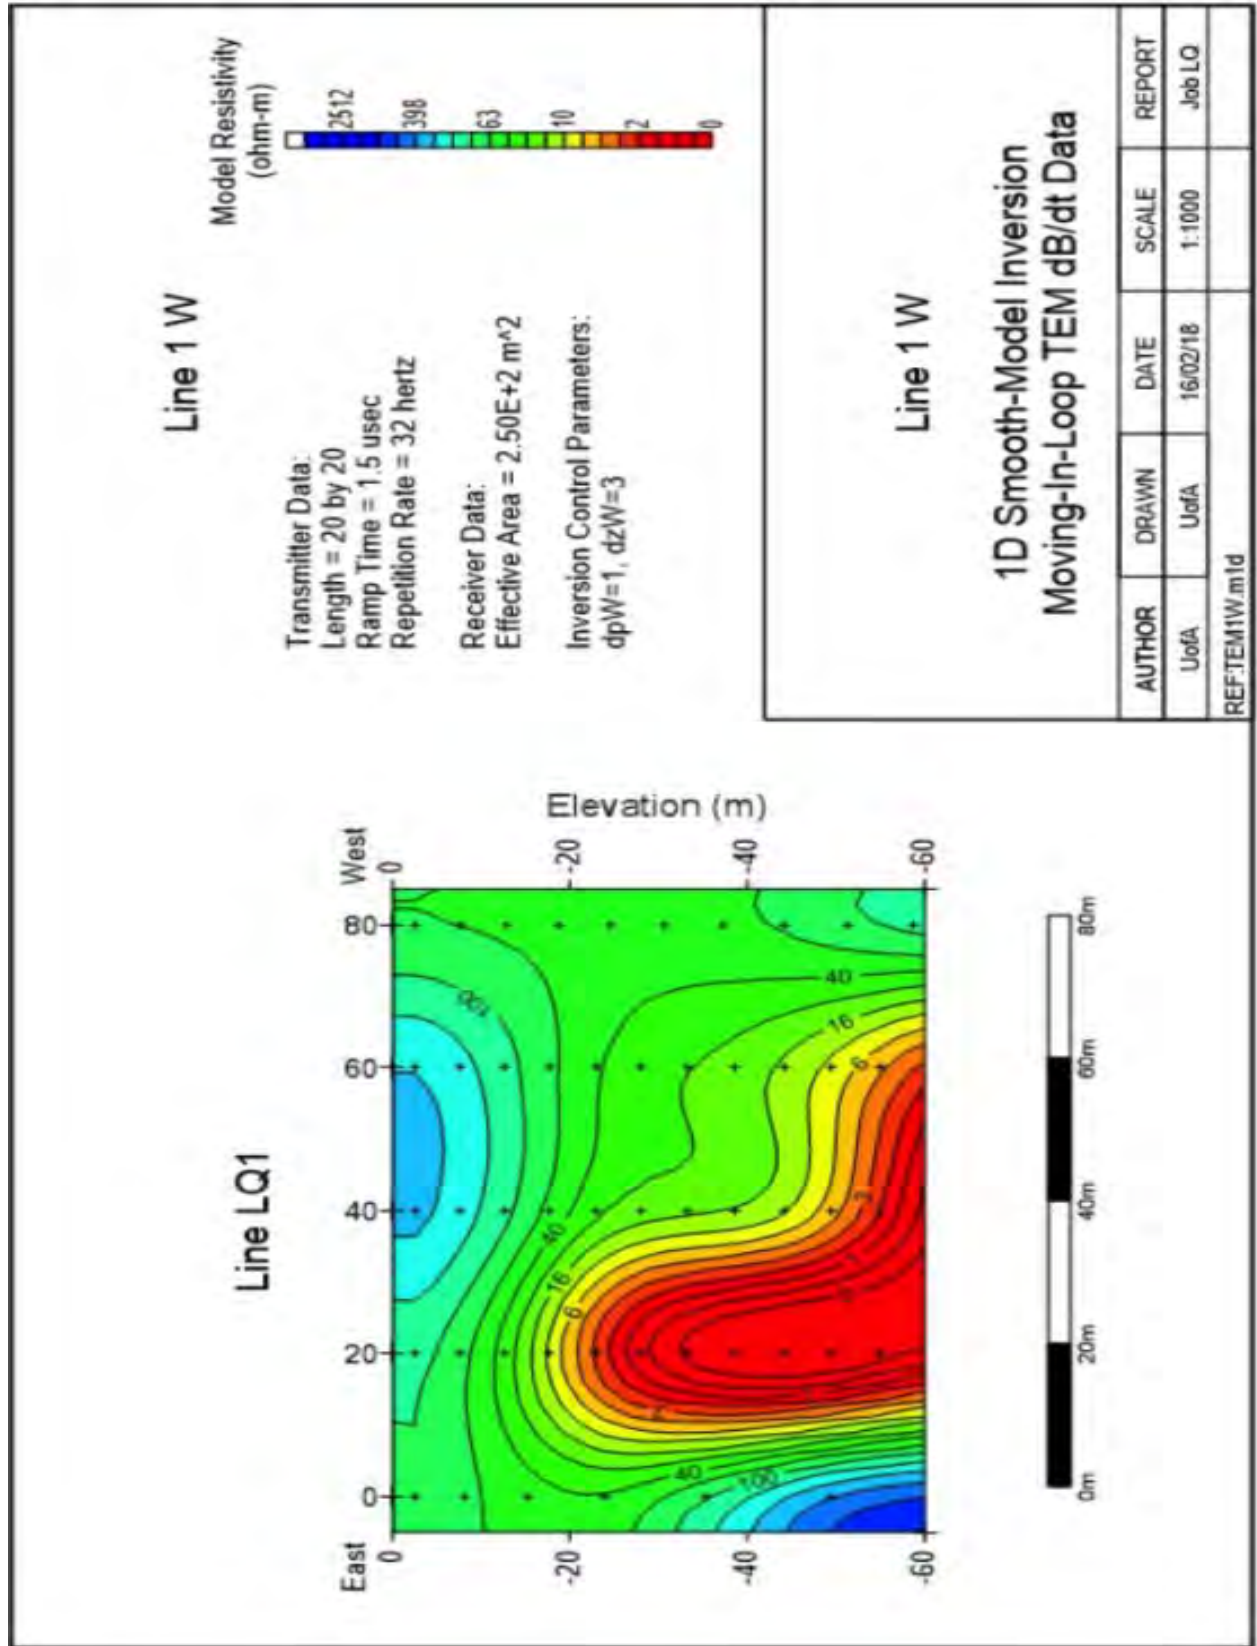 Line LQ1
East
West
0
20
40
60
80
0
-20
-40
-60
0
-20
-40
-60
Elevation (m)
100
40
16
6
40
16
6
3
1
2
40
100
0m
20m
40m
60m
80m
Line 1 W
Transmitter Data:
Length = 20 by 20
Ramp Time = 1.5 usec
Repetition Rate = 32 hertz
Receiver Data:
Effective Area = 2.50E+2 m^2
Inversion Control Parameters:
dpW=1, dzW=3
Model Resistivity
(ohm-m)
2512
398
63
10
2
0
Line 1 W
1D Smooth-Model Inversion
Moving-In-Loop TEM dB/dt Data
AUTHOR DRAWN DATE SCALE REPORT
UofA UofA 16/02/18 1:1000 Job LQ
REF:TEM1W.m1d